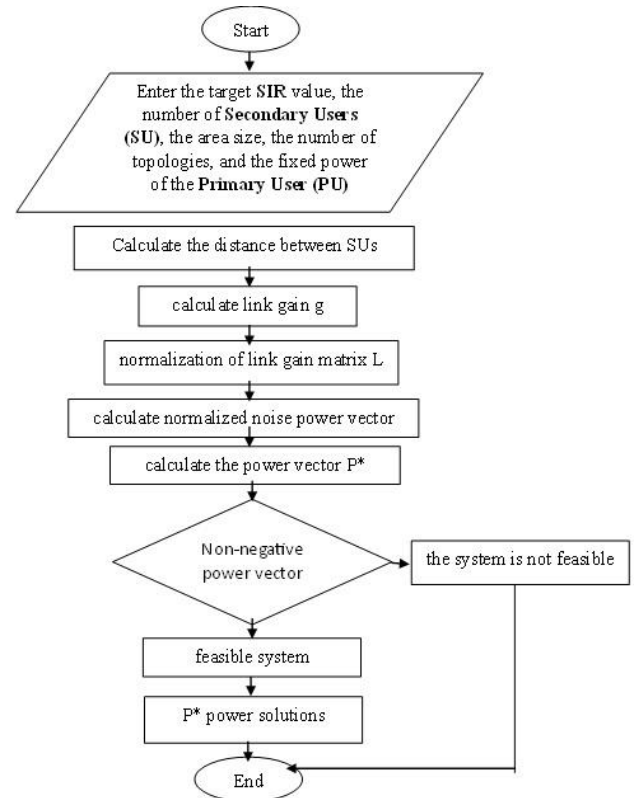 Start
Enter the target SIR value, the
number of Secondary Users
(SU), the area size, the number of
topologies, and the fixed power
of the Primary User (PU)
Calculate the distance between SUs
calculate link gain g
normalization of link gain matrix L
calculate normalized noise power vector
calculate the power vector P*
Non-negative
power vector
the system is not feasible
feasible system
P* power solutions
End